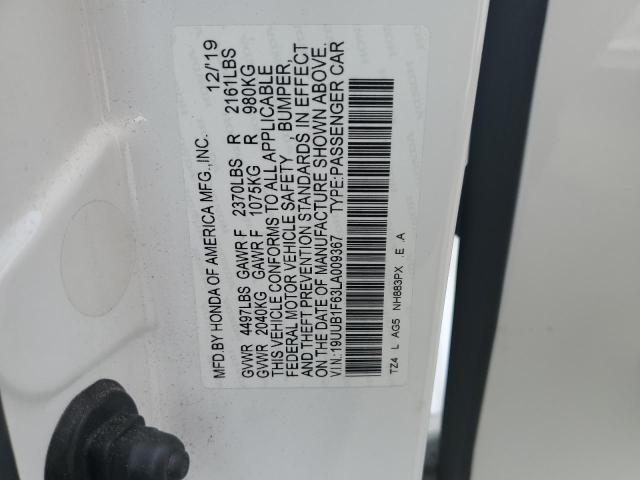 MFD.BY HONDA OF AMERICA MFG.,INC. 12/'19
GVWR 4497LBS GAWR F 2370LBS R 2161LBS
GVWR 2040KG GAWR F 1075KG R 980KG
THIS VEHICLE CONFORMS TO ALL APPLICABLE
FEDERAL MOTOR VEHICLE SAFETY , BUMPER,
AND THEFT PREVENTION STANDARDS IN EFFECT
ON THE DATE OF MANUFACTURE SHOWN ABOVE.
V.I.N.:19UUB1F63LA009367 TYPE:PASSENGER CAR
TZ4 L AG5 NH883PX .E .A